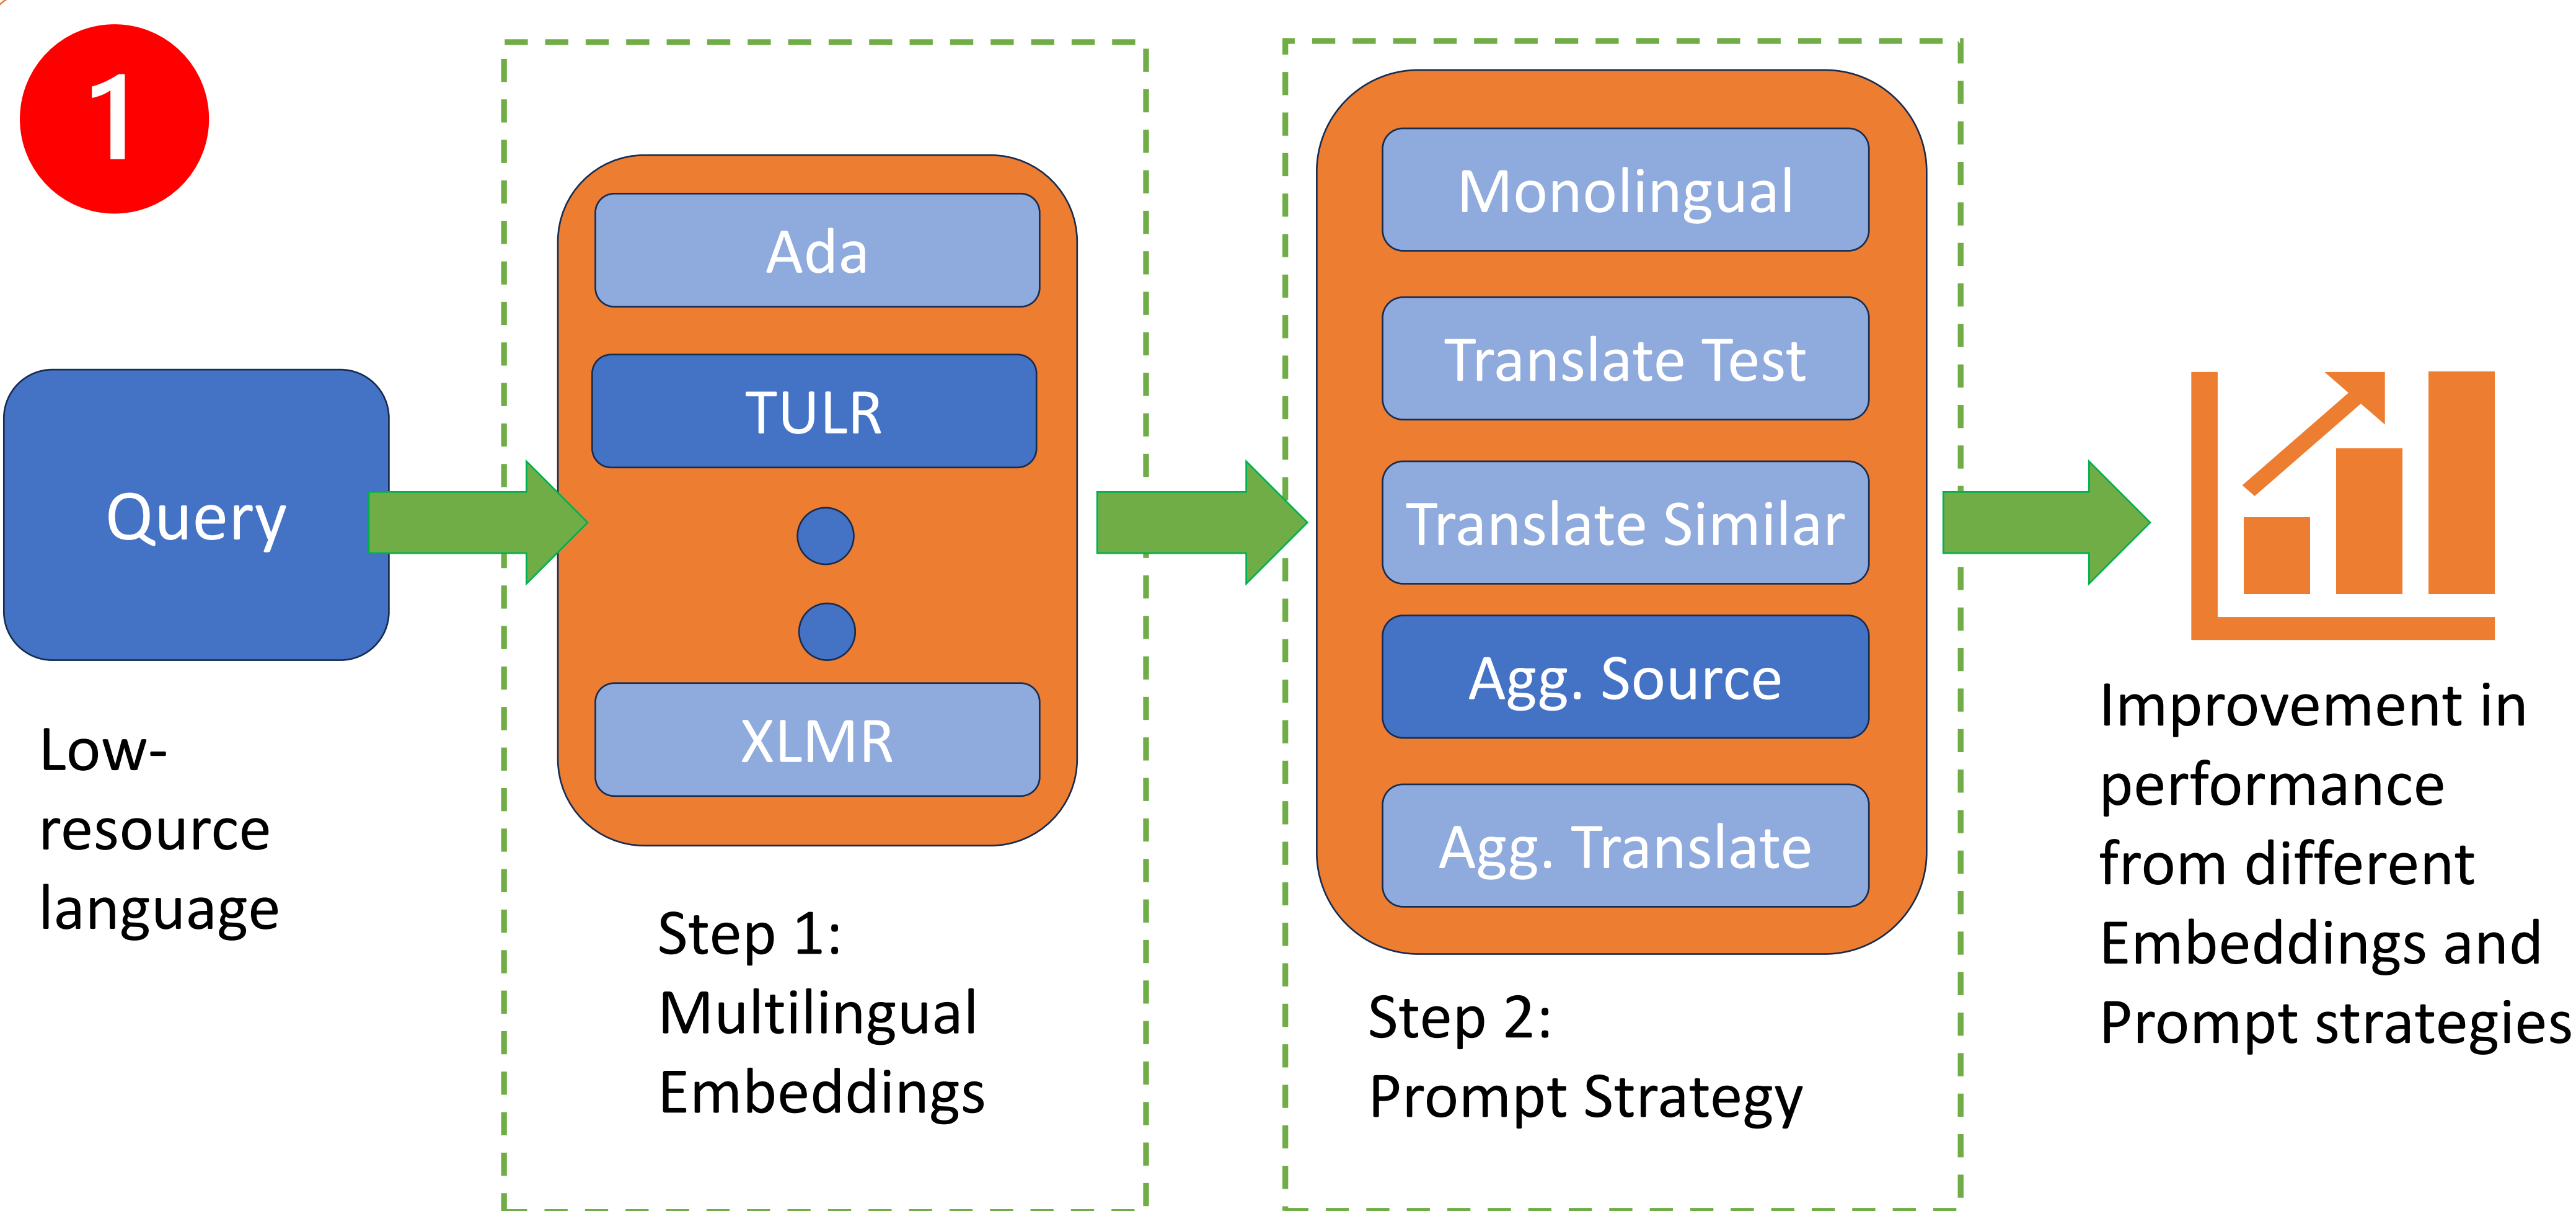 1
Query
Low-
resource
language
Ada
TULR
XLMR
Step 1:
Multilingual
Embeddings
Monolingual
Translate Test
Translate Similar
Agg. Source
Agg. Translate
Step 2:
Prompt Strategy
Improvement in
performance
from different
Embeddings and
Prompt strategies